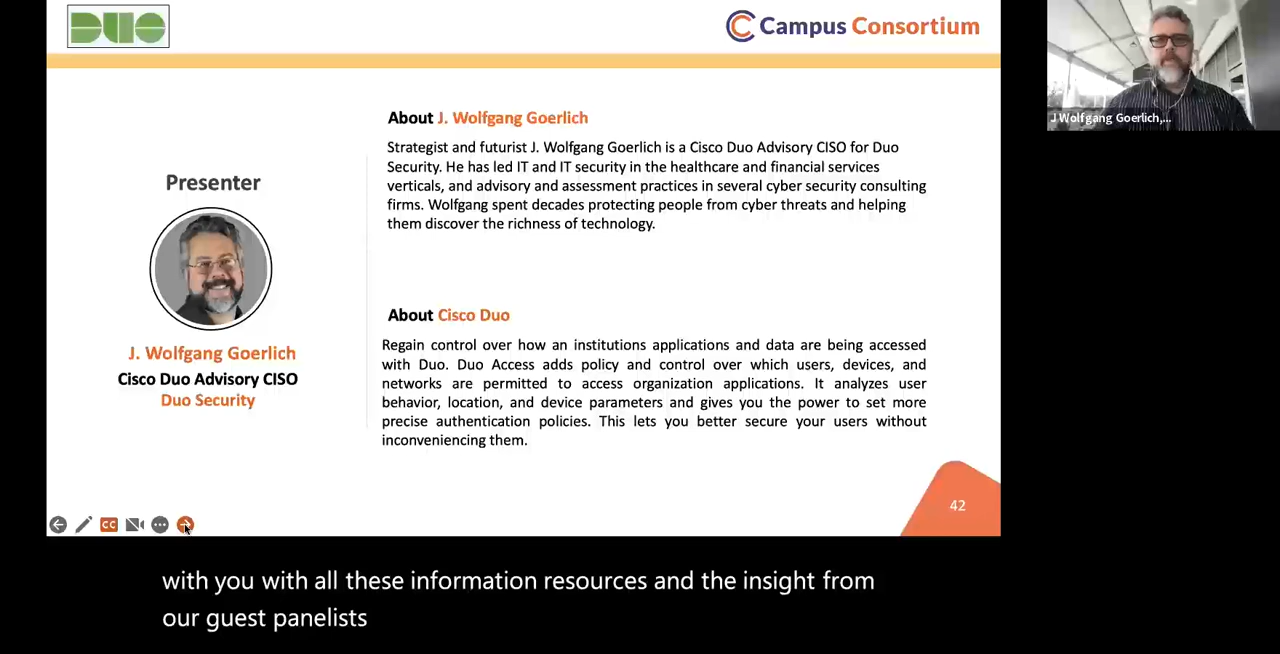 DUO
Campus Consortium
About J. Wolfgang Goerlich
Strategist and futurist J. Wolfgang Goerlich is a Cisco Duo Advisory CISO for Duo
Security. He has led IT and IT security in the healthcare and financial services
verticals, and advisory and assessment practices in several cyber security consulting
firms. Wolfgang spent decades protecting people from cyber threats and helping
them discover the richness of technology.
Presenter
J. Wolfgang Goerlich
Cisco Duo Advisory CISO
Duo Security
About Cisco Duo
Regain control over how an institutions applications and data are being accessed
with Duo. Duo Access adds policy and control over which users, devices, and
networks are permitted to access organization applications. It analyzes user
behavior, location, and device parameters and gives you the power to set more
precise authentication policies. This lets you better secure your users without
inconveniencing them.
42
CC
J Wolfgang Goerlich,...
with you with all these information resources and the insight from
our guest panelists